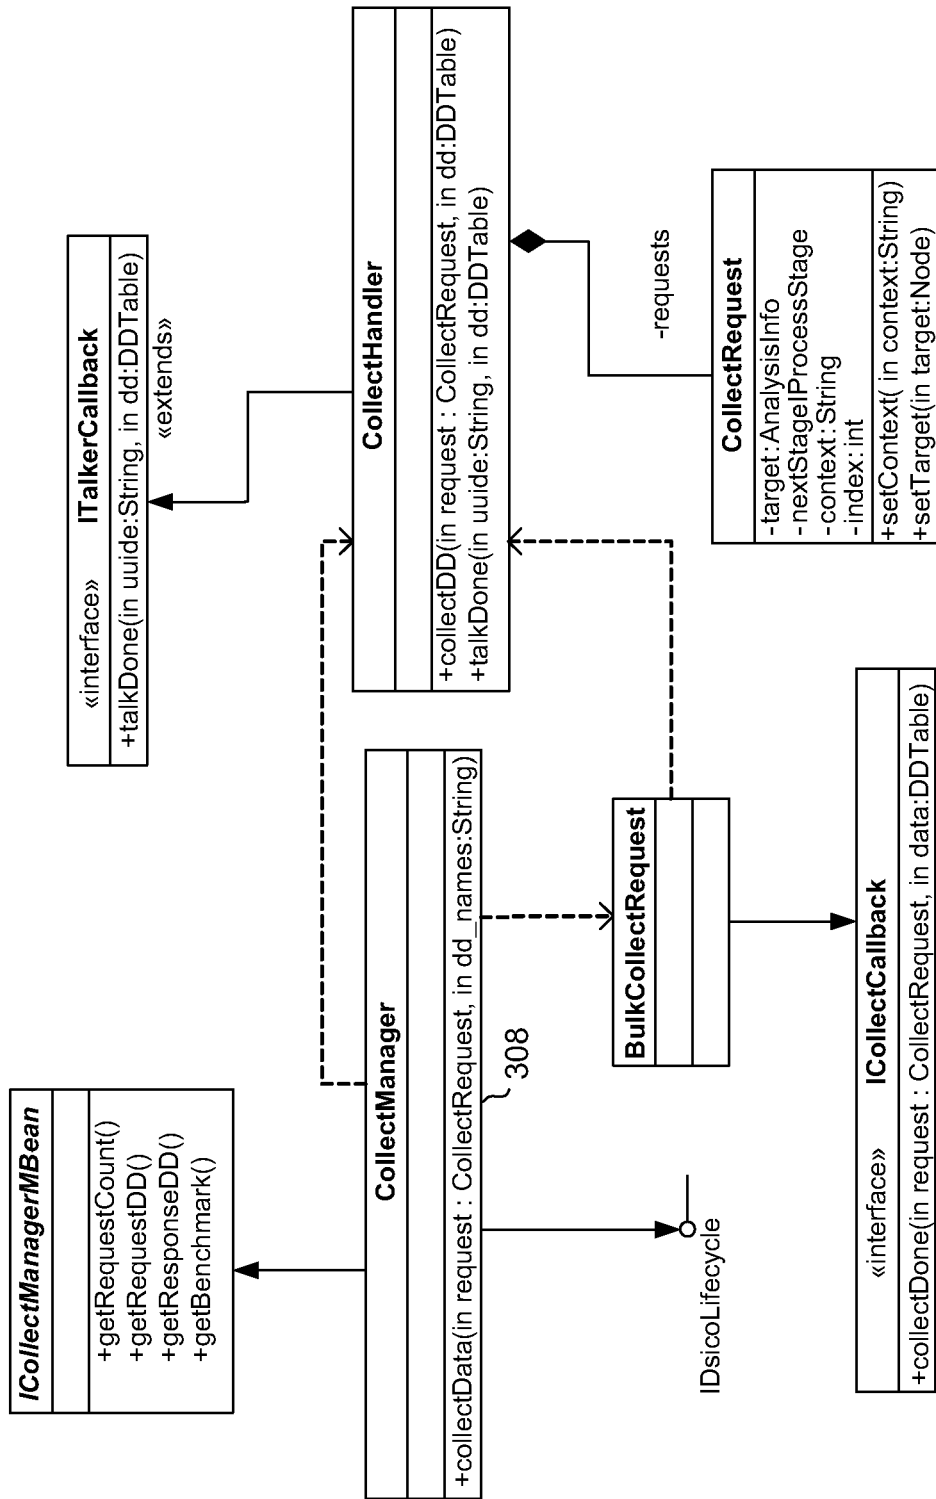 ICollectManagerMBean
+getRequestCount()
+getRequestDD()
+getResponseDD()
+getBenchmark()
«interface» ITalkerCallback
+talkDone(in uuide:String, in dd:DDTable)
«extends»
CollectManager
+collectData(in request : CollectRequest, in dd_names:String)
308
CollectHandler
+collectDD(in request : CollectRequest, in dd:DDTable)
+talkDone(in uuide:String, in dd:DDTable)
IDsicoLifecycle
BulkCollectRequest
-requests
CollectRequest
-target:AnalysisInfo
-nextStageIProcessStage
-context:String
-index:int
+setContext( in context:String)
+setTarget(in target:Node)
«interface» ICollectCallback
+collectDone(in request : CollectRequest, in data:DDTable)